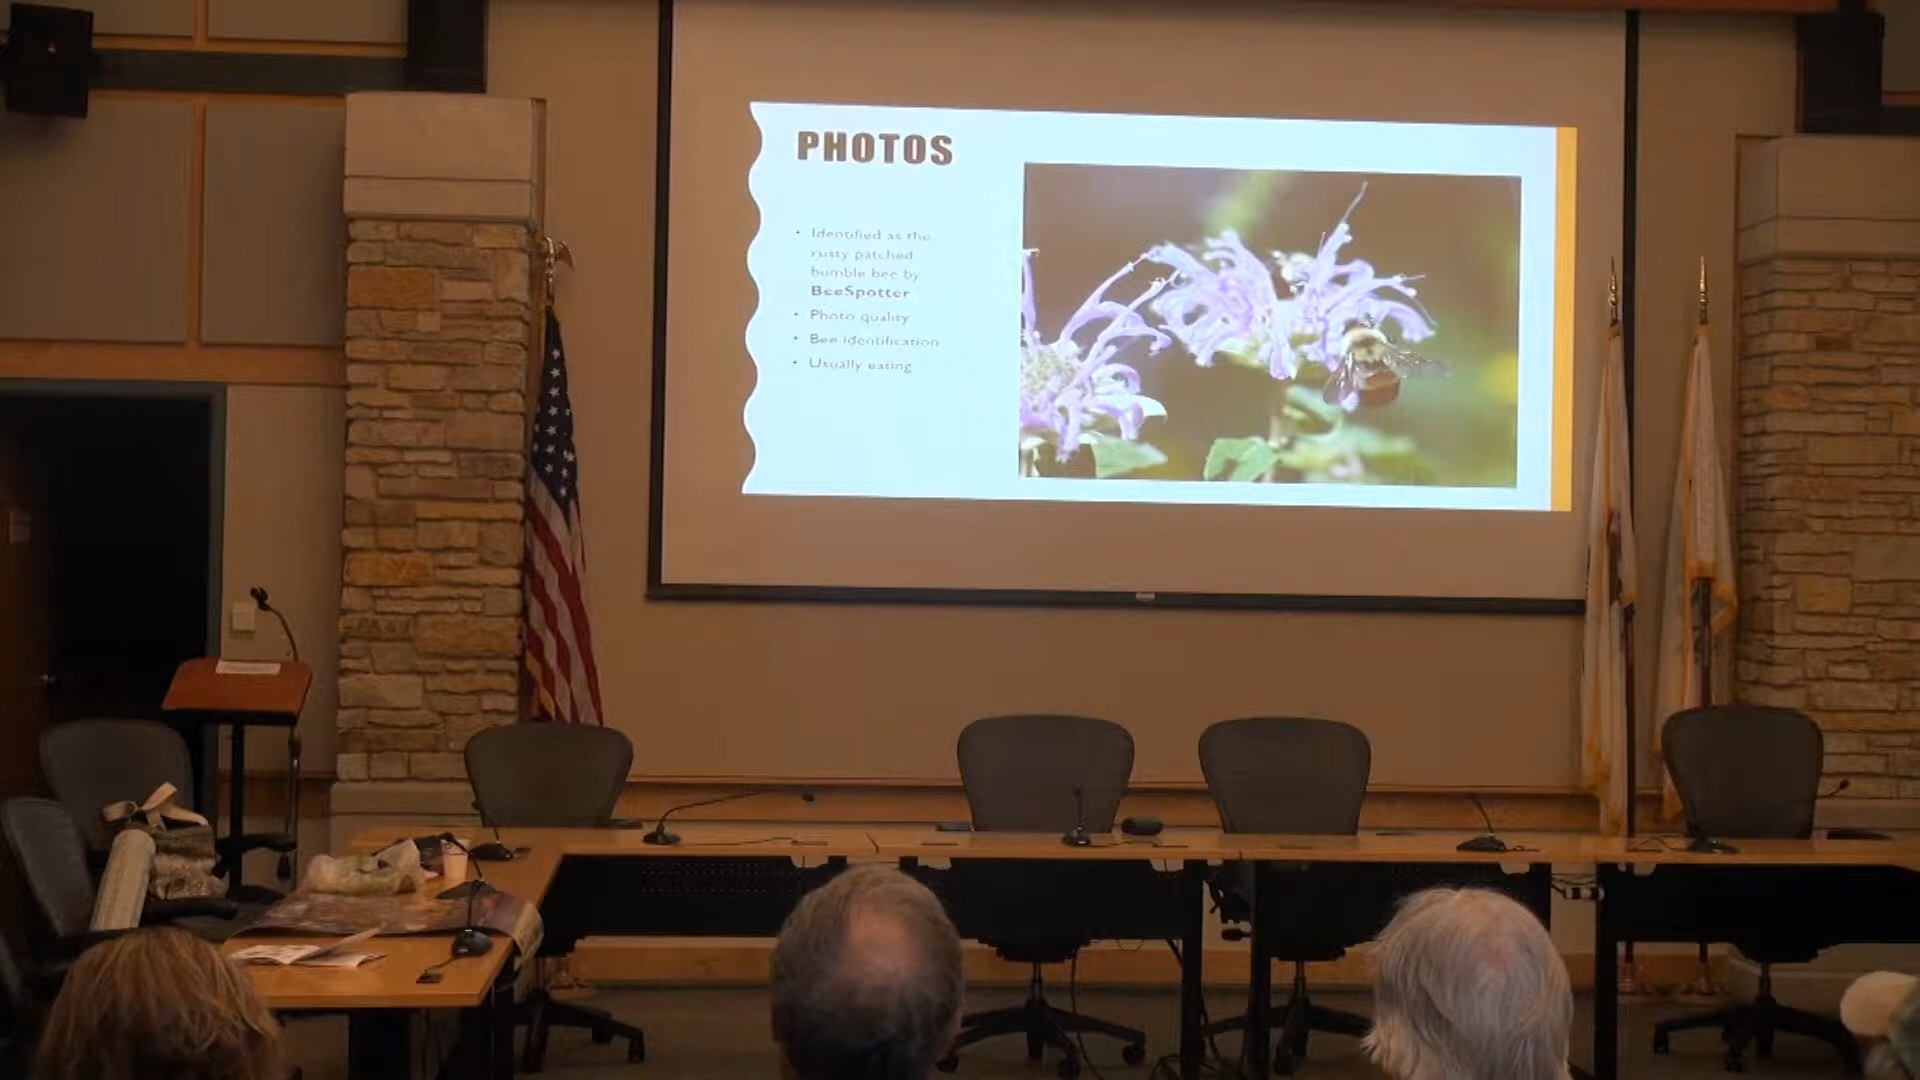 PHOTOS
• Identified as the
rusty patched
bumble bee by
BeeSpotter
• Photo quality
• Bee identification
• Usually eating